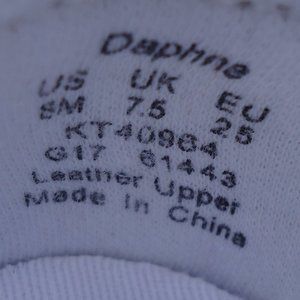 Daphne
US UK EU
8M 7.5 25
KT40964
G17 61443
Leather Upper
Made In China